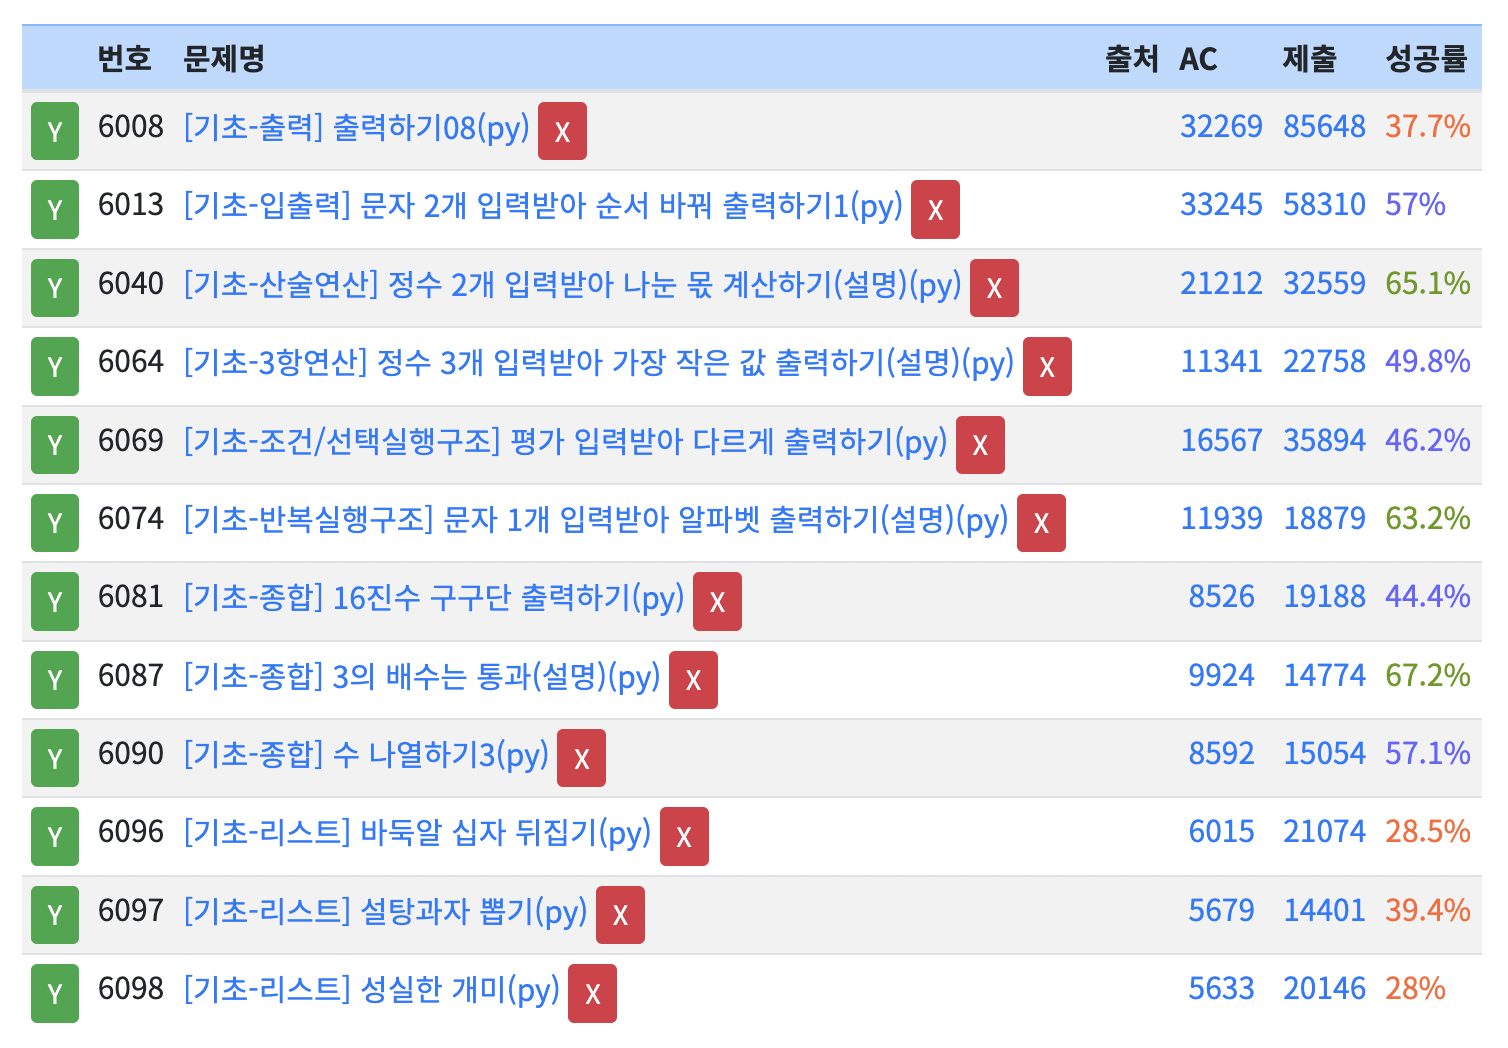 번호 문제명 출처 AC 제출 성공률
Y 6008 [기초-출력] 출력하기08(py) X 32269 85648 37.7%
Y 6013 [기초-입출력] 문자 2개 입력받아 순서 바꿔 출력하기1(py) X 33245 58310 57%
Y 6040 [기초-산술연산] 정수 2개 입력받아 나눈 몫 계산하기(설명)(py) X 21212 32559 65.1%
Y 6064 [기초-3항연산] 정수 3개 입력받아 가장 작은 값 출력하기(설명)(py) X 11341 22758 49.8%
Y 6069 [기초-조건/선택실행구조] 평가 입력받아 다르게 출력하기(py) X 16567 35894 46.2%
Y 6074 [기초-반복실행구조] 문자 1개 입력받아 알파벳 출력하기(설명)(py) X 11939 18879 63.2%
Y 6081 [기초-종합] 16진수 구구단 출력하기(py) X 8526 19188 44.4%
Y 6087 [기초-종합] 3의 배수는 통과(설명)(py) X 9924 14774 67.2%
Y 6090 [기초-종합] 수 나열하기3(py) X 8592 15054 57.1%
Y 6096 [기초-리스트] 바둑알 십자 뒤집기(py) X 6015 21074 28.5%
Y 6097 [기초-리스트] 설탕과자 뽑기(py) X 5679 14401 39.4%
Y 6098 [기초-리스트] 성실한 개미(py) X 5633 20146 28%